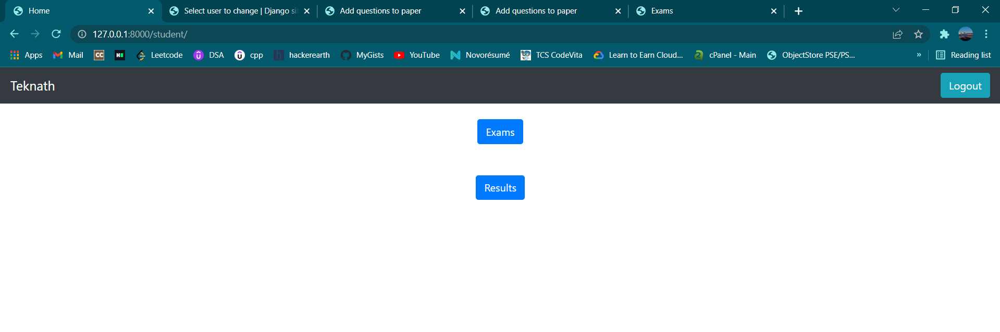 Home
Select user to change | Django si
Add questions to paper
Add questions to paper
Exams
127.0.0.1:8000/student/
Apps
Mail
CC
H
Leetcode
DSA
cpp
h
hackerearth
MyGists
YouTube
Novorésumé
TCS CodeVita
Learn to Earn Cloud...
cPanel - Main
ObjectStore PSE/PS...
»
Reading list
Teknath
Logout
Exams
Results